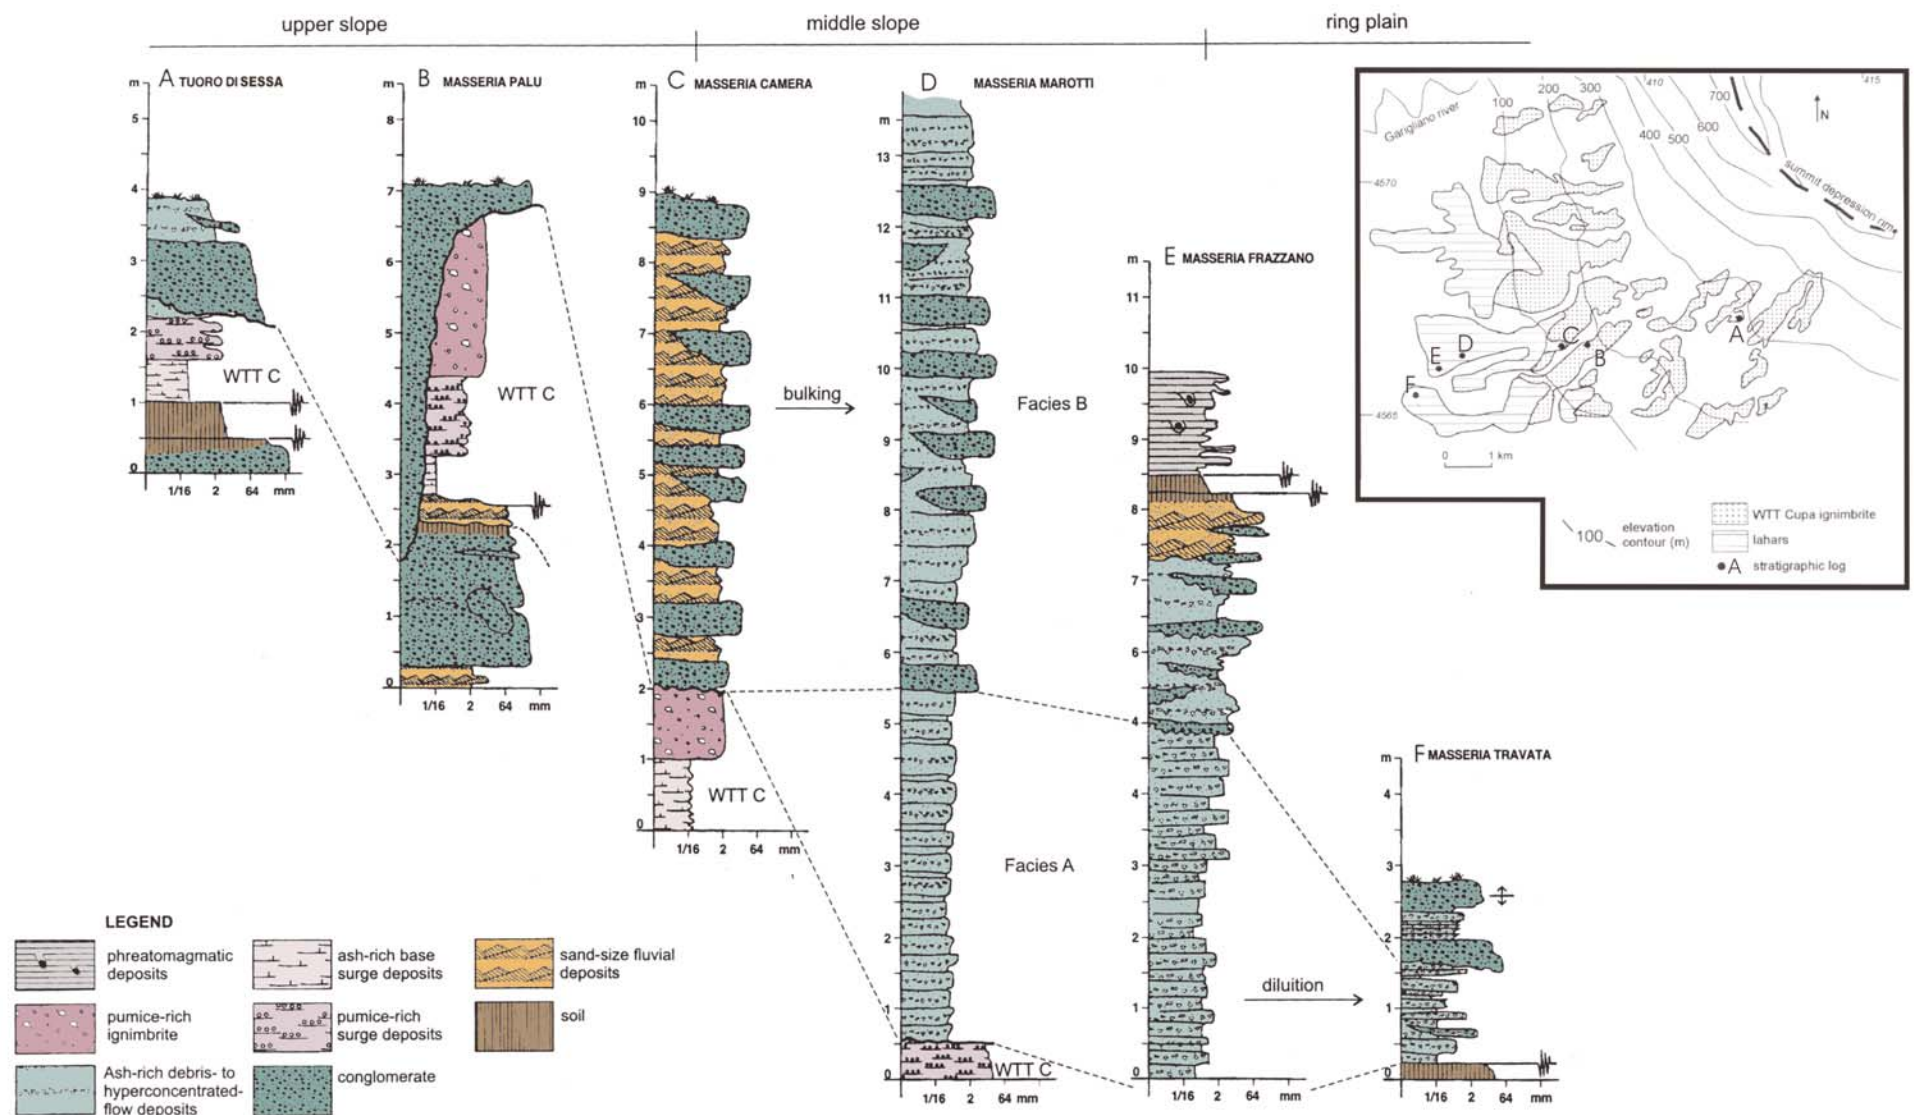 upper slope
middle slope
ring plain
A TUORO DI SESSA
m
5
4
3
2
1
0
WTT C
1/16 2 64 mm
B MASSERIA PALU
m
8
7
6
5
4
3
2
1
0
WTT C
1/16 2 64 mm
C MASSERIA CAMERA
m
10
9
8
7
6
5
4
3
2
1
0
WTT C
1/16 2 64 mm
bulking
D MASSERIA MAROTTI
m
13
12
11
10
9
8
7
6
5
4
3
2
1
0
Facies B
Facies A
WTT C
1/16 2 64 mm
E MASSERIA FRAZZANO
m
11
10
9
8
7
6
5
4
3
2
1
0
1/16 2 64 mm
dilution
F MASSERIA TRAVATA
m
4
3
2
1
0
1/16 2 64 mm
Garigliano river
100
200
300
400
500
600
700
410
415
N
summit depression rim
4570
4565
A
B
C
D
E
F
0 1 km
100 elevation
contour (m)
WTT Cupa ignimbrite
lahars
A stratigraphic log
LEGEND
phreatomagmatic
deposits
ash-rich base
surge deposits
sand-size fluvial
deposits
pumice-rich
ignimbrite
pumice-rich
surge deposits
soil
Ash-rich debris- to
hyperconcentrated-
flow deposits
conglomerate